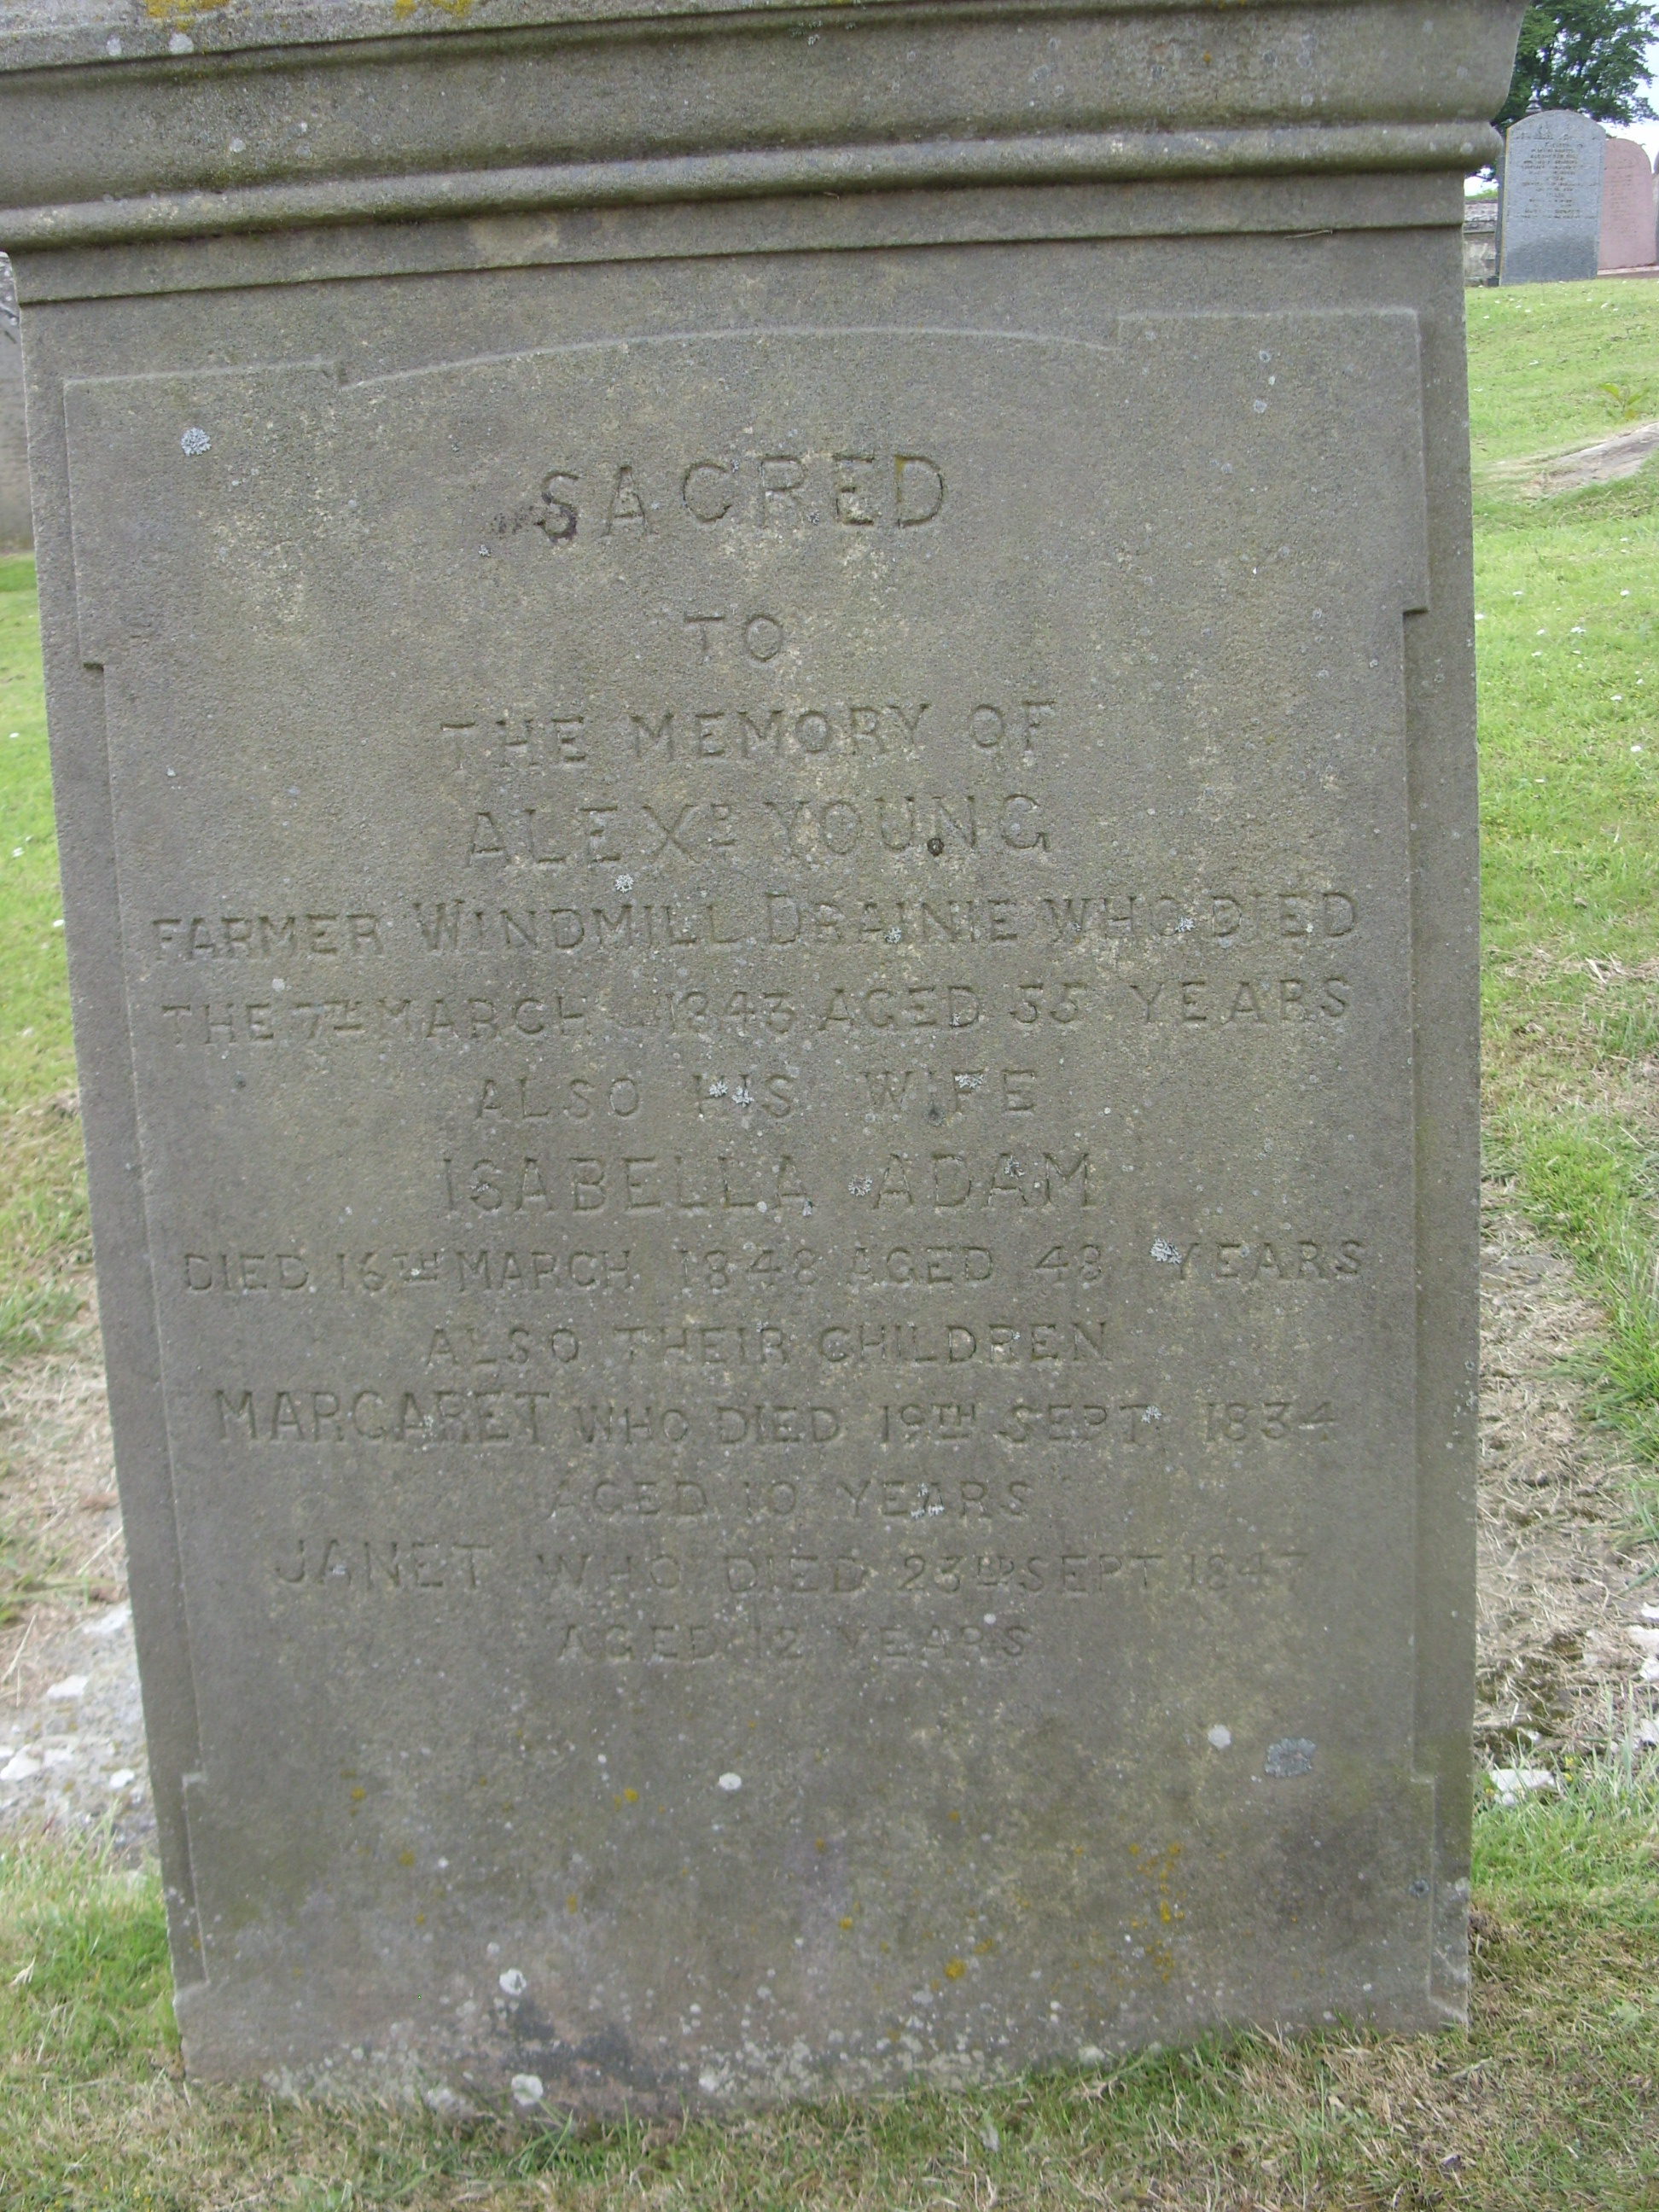 SACRED
TO
THE MEMORY OF
ALEXR YOUNG
FARMER WINDMILL DRAINIE WHO DIED
THE 7TH MARCH 1843 AGED 55 YEARS
ALSO HIS WIFE
ISABELLA ADAM
DIED 16TH MARCH 1848 AGED 48 YEARS
ALSO THEIR CHILDREN
MARGARET WHO DIED 19TH SEPT 1834
AGED 10 YEARS
JANET WHO DIED 23RD SEPT 1847
AGED 12 YEARS